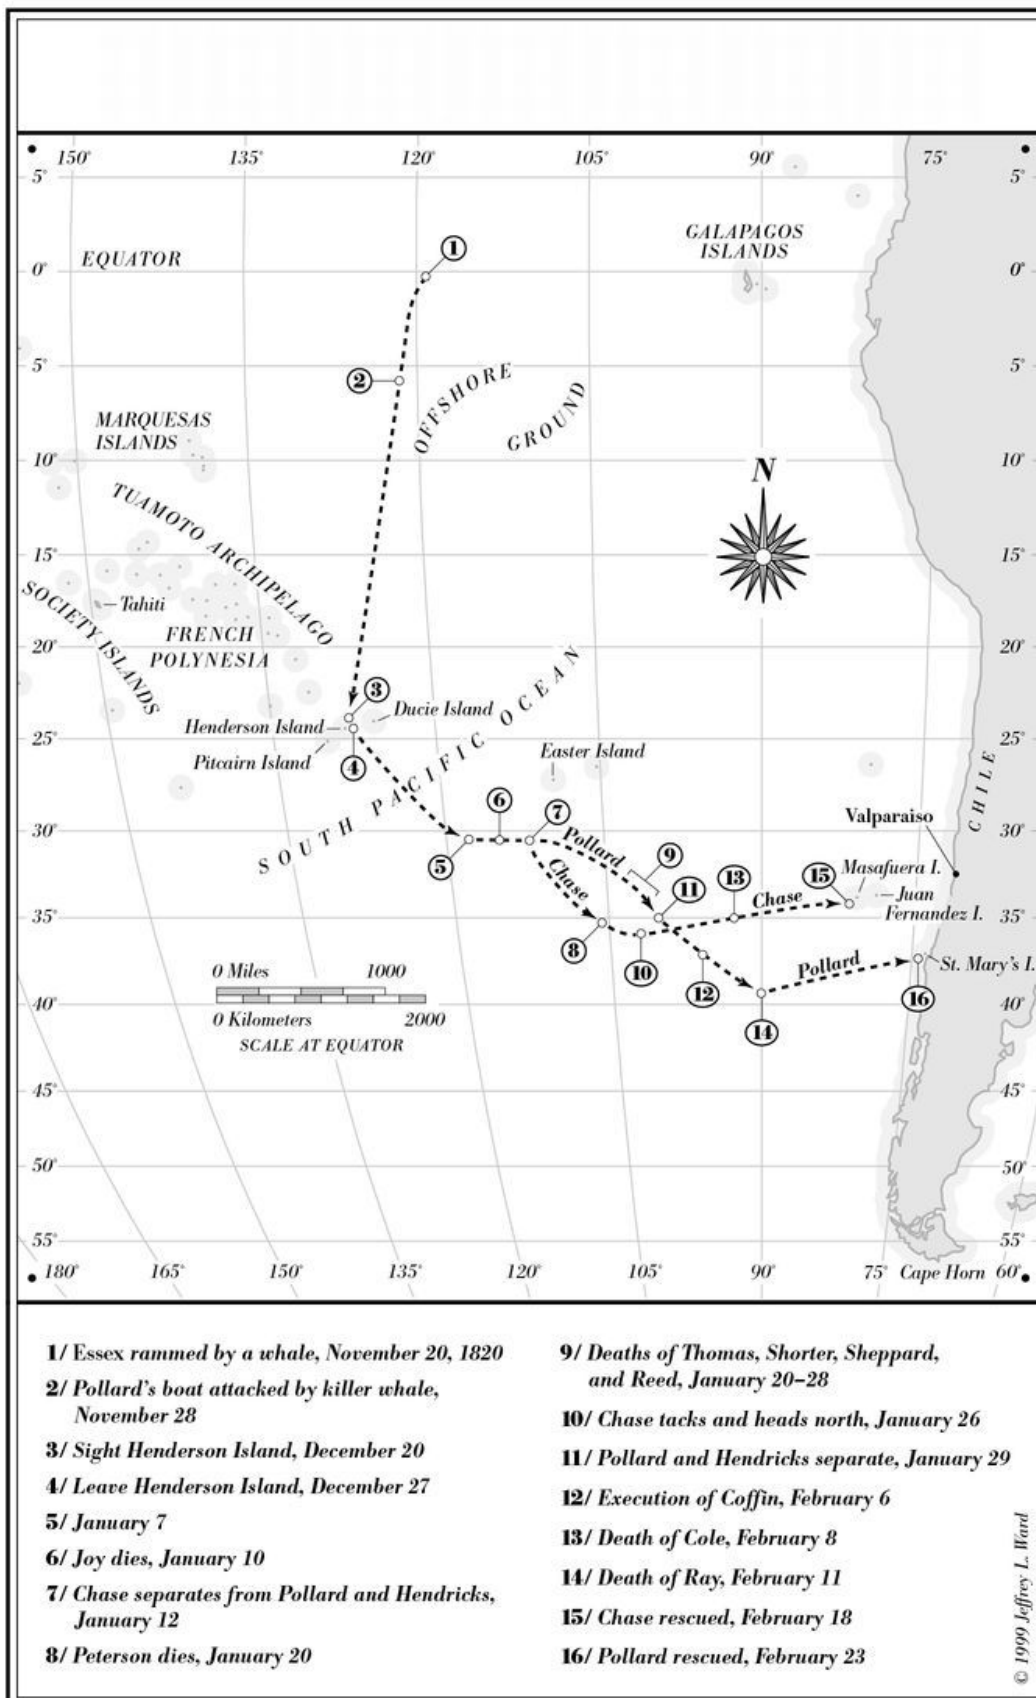 150° 135° 120° 105° 90° 75°
5° 5°
GALAPAGOS
ISLANDS
1
EQUATOR
0° 0°
5° 5°
2
OFFSHORE
GROUND
MARQUESAS
ISLANDS
10° 10°
N
TUAMOTO ARCHIPELAGO
15° 15°
SOCIETY ISLANDS
Tahiti
FRENCH
POLYNESIA
20° 20°
3
Ducie Island
Henderson Island
25° 25°
Pitcairn Island
4
Easter Island
SOUTH PACIFIC OCEAN
CHILE
6
7
Valparaiso
30° 30°
5
Pollard
9
Chase
11
13
15
Masafuera I.
Juan
Fernandez I.
Chase
35° 35°
8
10
Pollard
St. Mary's I.
12
16
0 Miles 1000
40° 40°
0 Kilometers 2000
14
SCALE AT EQUATOR
45° 45°
50° 50°
55° 55°
180° 165° 150° 135° 120° 105° 90° 75° Cape Horn 60°
1/ Essex rammed by a whale, November 20, 1820
2/ Pollard's boat attacked by killer whale,
November 28
3/ Sight Henderson Island, December 20
4/ Leave Henderson Island, December 27
5/ January 7
6/ Joy dies, January 10
7/ Chase separates from Pollard and Hendricks,
January 12
8/ Peterson dies, January 20
9/ Deaths of Thomas, Shorter, Sheppard,
and Reed, January 20–28
10/ Chase tacks and heads north, January 26
11/ Pollard and Hendricks separate, January 29
12/ Execution of Coffin, February 6
13/ Death of Cole, February 8
14/ Death of Ray, February 11
15/ Chase rescued, February 18
16/ Pollard rescued, February 23
© 1999 Jeffrey L. Ward